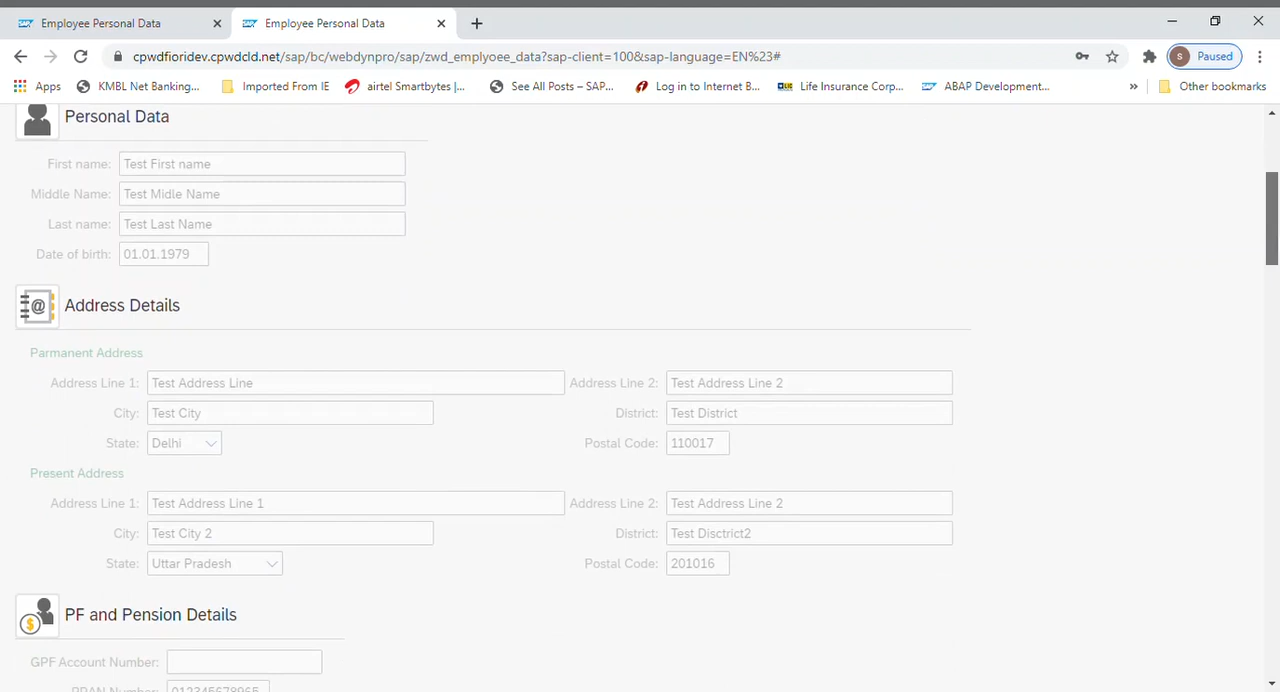 Employee Personal Data
Employee Personal Data
cpwdfioridev.cpwdcld.net/sap/bc/webdynpro/sap/zwd_emplyoee_data?sap-client=100&sap-language=EN%23#
S Paused
Apps KMBL Net Banking... Imported From IE airtel Smartbytes |... See All Posts – SAP... Log in to Internet B... LIC Life Insurance Corp... ABAP Development... » Other bookmarks
Personal Data
First name: Test First name
Middle Name: Test Midle Name
Last name: Test Last Name
Date of birth: 01.01.1979
Address Details
Parmanent Address
Address Line 1: Test Address Line Address Line 2: Test Address Line 2
City: Test City District: Test District
State: Delhi Postal Code: 110017
Present Address
Address Line 1: Test Address Line 1 Address Line 2: Test Address Line 2
City: Test City 2 District: Test Disctrict2
State: Uttar Pradesh Postal Code: 201016
PF and Pension Details
GPF Account Number:
PRAN Number: 012345678965